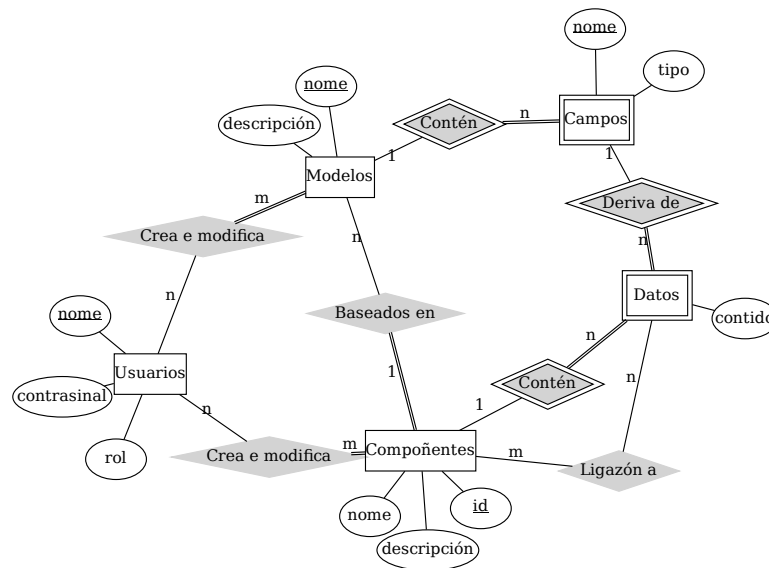 nome
tipo
nome
descripción
Contén
n
Campos
1
1
Modelos
m
Deriva de
Crea e modifica
n
n
n
Datos
nome
Baseados en
contido
n
Usuarios
1
Contén
n
contrasinal
1
n
m
Compoñentes
rol
Crea e modifica
m
Ligazón a
nome
id
descripción